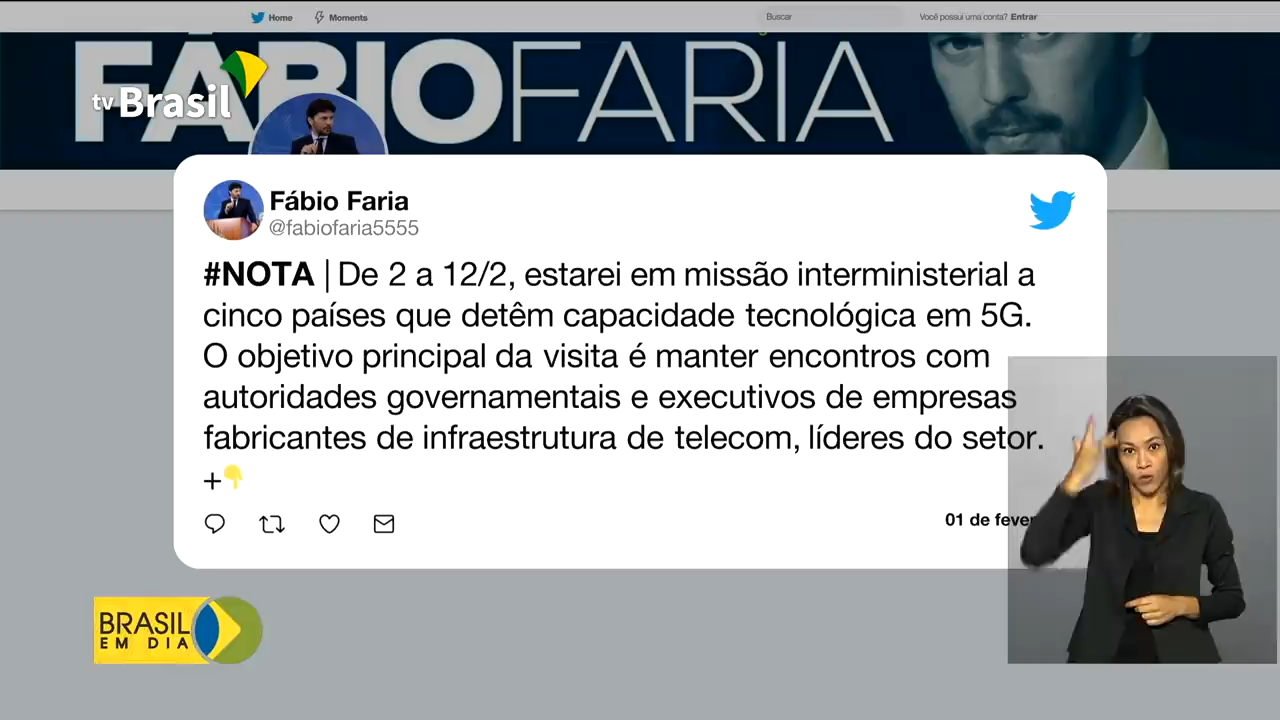 Home
Moments
Buscar
Você possui uma conta? Entrar
FÁBIOFARIA
tv Brasil
Fábio Faria
@fabiofaria5555
#NOTA | De 2 a 12/2, estarei em missão interministerial a
cinco países que detêm capacidade tecnológica em 5G.
O objetivo principal da visita é manter encontros com
autoridades governamentais e executivos de empresas
fabricantes de infraestrutura de telecom, líderes do setor.
+👇
01 de fever
BRASIL
EM DIA